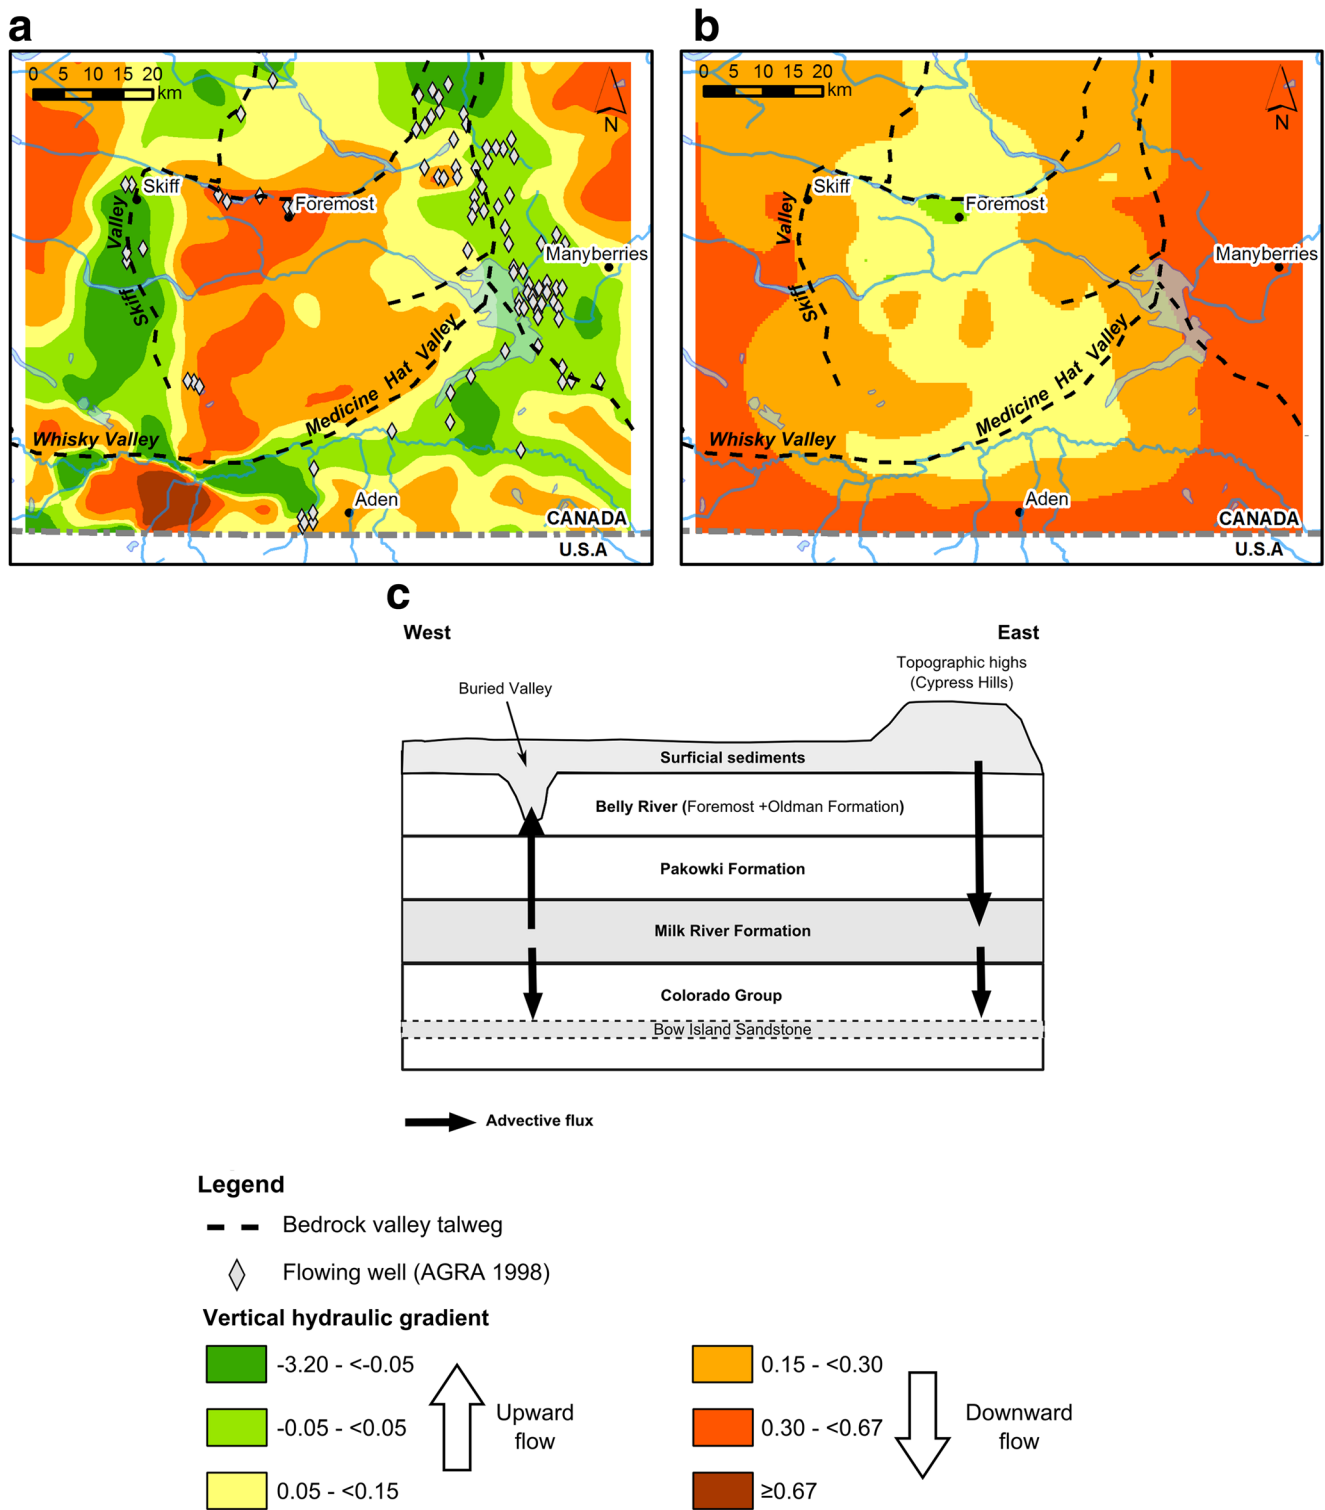 a
0 5 10 15 20
km
N
Skiff
Foremost
Valley
Skiff
Manyberries
Medicine Hat Valley
Whisky Valley
Aden
CANADA
U.S.A
b
0 5 10 15 20
km
N
Skiff
Foremost
Valley
Skiff
Manyberries
Medicine Hat Valley
Whisky Valley
Aden
CANADA
U.S.A
c
West
East
Topographic highs
(Cypress Hills)
Buried Valley
Surficial sediments
Belly River (Foremost +Oldman Formation)
Pakowki Formation
Milk River Formation
Colorado Group
Bow Island Sandstone
Advective flux
Legend
Bedrock valley talweg
Flowing well (AGRA 1998)
Vertical hydraulic gradient
-3.20 - <-0.05
-0.05 - <0.05
0.05 - <0.15
Upward
flow
0.15 - <0.30
0.30 - <0.67
≥0.67
Downward
flow